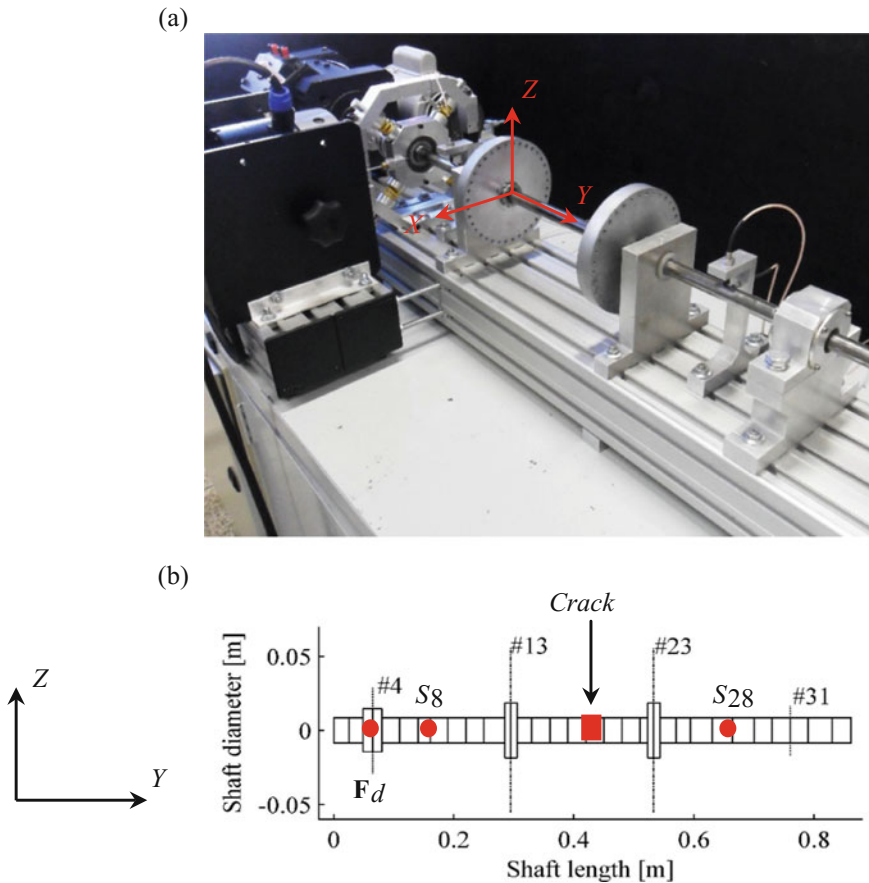 (a)
Z
Y
X
(b)
Crack
#13
#23
0.05
Z
#4
S8
S28
#31
Shaft diameter [m]
0
Y
Fd
-0.05
0
0.2
0.4
0.6
0.8
Shaft length [m]